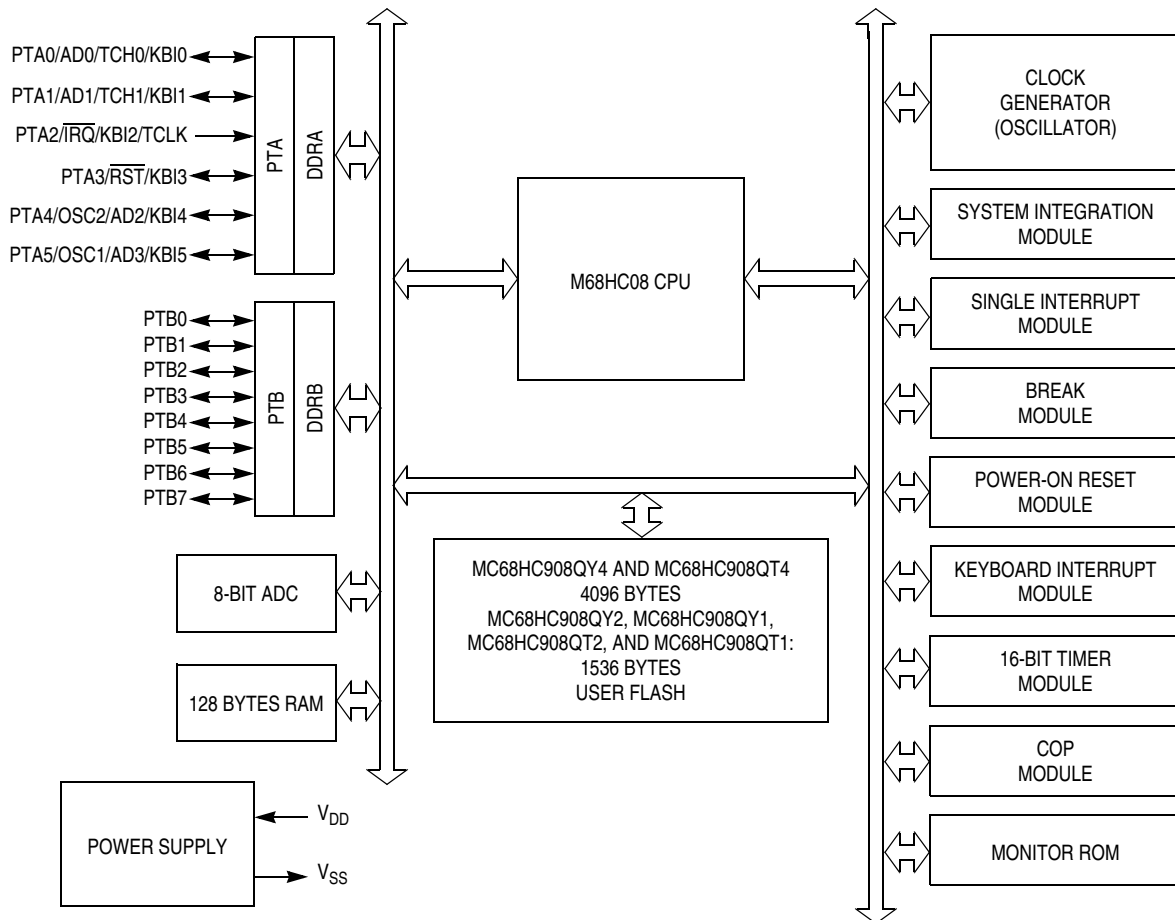 PTA0/AD0/TCH0/KBI0
PTA1/AD1/TCH1/KBI1
PTA2/IRQ/KBI2/TCLK
PTA3/RST/KBI3
PTA4/OSC2/AD2/KBI4
PTA5/OSC1/AD3/KBI5
PTA
DDRA
PTB0
PTB1
PTB2
PTB3
PTB4
PTB5
PTB6
PTB7
PTB
DDRB
8-BIT ADC
128 BYTES RAM
POWER SUPPLY
VDD
VSS
M68HC08 CPU
MC68HC908QY4 AND MC68HC908QT4
4096 BYTES
MC68HC908QY2, MC68HC908QY1,
MC68HC908QT2, AND MC68HC908QT1:
1536 BYTES
USER FLASH
CLOCK
GENERATOR
(OSCILLATOR)
SYSTEM INTEGRATION
MODULE
SINGLE INTERRUPT
MODULE
BREAK
MODULE
POWER-ON RESET
MODULE
KEYBOARD INTERRUPT
MODULE
16-BIT TIMER
MODULE
COP
MODULE
MONITOR ROM